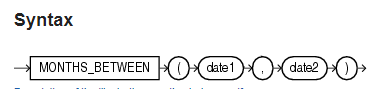 Syntax
MONTHS_BETWEEN ( date1 , date2 )